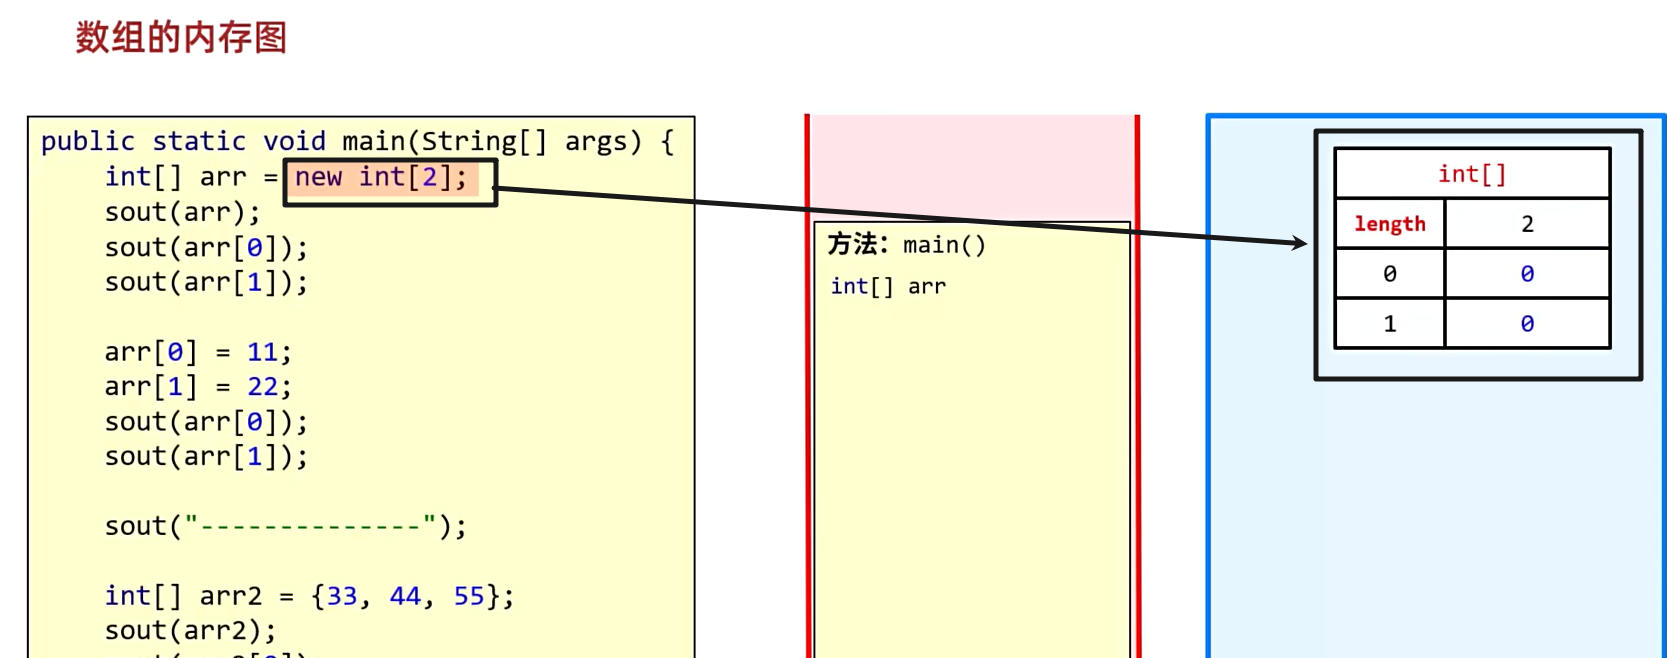 数组的内存图
public static void main(String[] args) {
int[] arr = new int[2];
sout(arr);
sout(arr[0]);
sout(arr[1]);
arr[0] = 11;
arr[1] = 22;
sout(arr[0]);
sout(arr[1]);
sout("--------------");
int[] arr2 = {33, 44, 55};
sout(arr2);
方法：main()
int[] arr
int[]
length 2
0 0
1 0